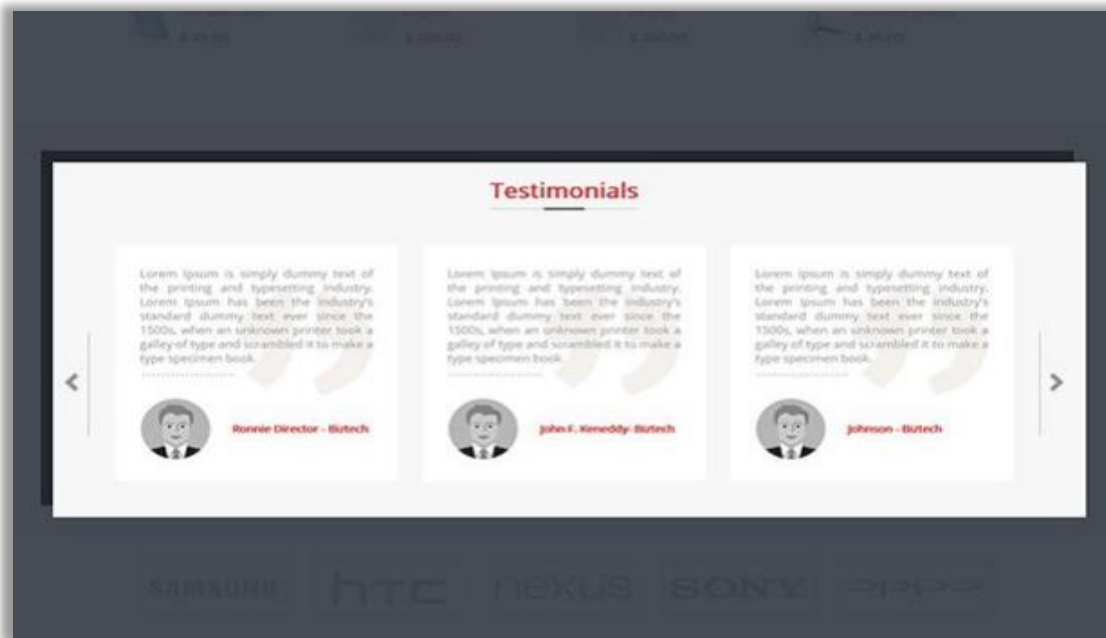 Testimonials
Lorem Ipsum is simply dummy text of
the printing and typesetting industry.
Lorem Ipsum has been the industry's
standard dummy text ever since the
1500s, when an unknown printer took a
galley of type and scrambled it to make a
type specimen book.
Ronnie Director - Biztech
Lorem Ipsum is simply dummy text of
the printing and typesetting industry.
Lorem Ipsum has been the industry's
standard dummy text ever since the
1500s, when an unknown printer took a
galley of type and scrambled it to make a
type specimen book.
John F. Keneddy- Biztech
Lorem Ipsum is simply dummy text of
the printing and typesetting industry.
Lorem Ipsum has been the industry's
standard dummy text ever since the
1500s, when an unknown printer took a
galley of type and scrambled it to make a
type specimen book.
Johnson - Biztech
SAMSUNG hTC nexus SONY oppo